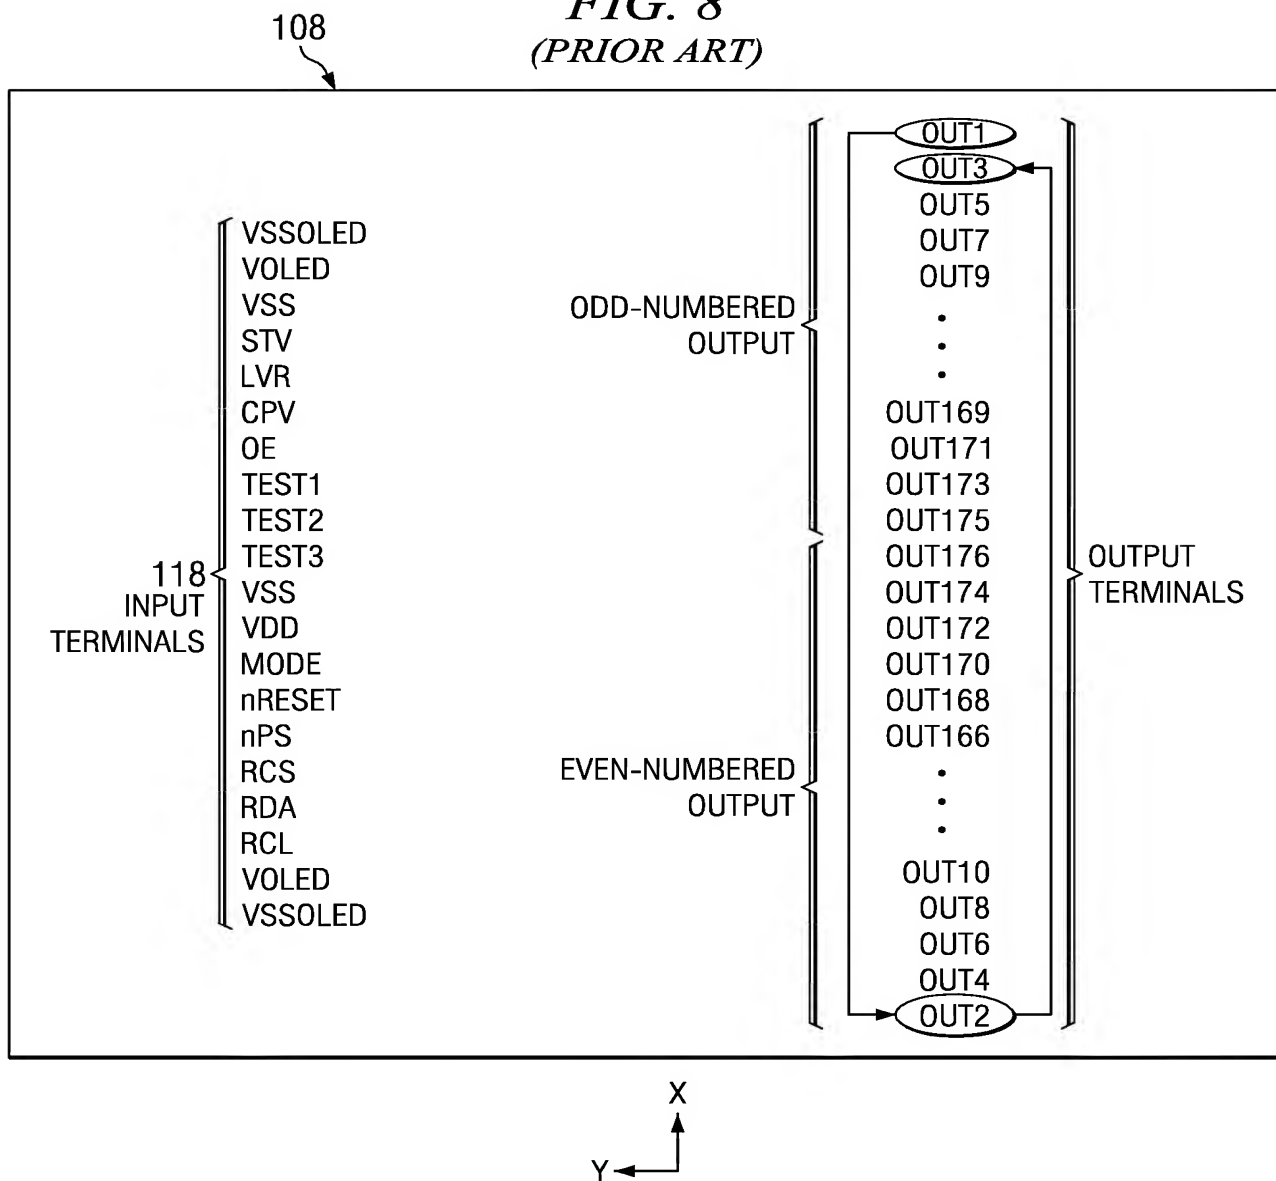 FIG. 8
(PRIOR ART)
108
118
INPUT
TERMINALS
VSSOLED
VOLED
VSS
STV
LVR
CPV
OE
TEST1
TEST2
TEST3
VSS
VDD
MODE
nRESET
nPS
RCS
RDA
RCL
VOLED
VSSOLED
ODD-NUMBERED
OUTPUT
EVEN-NUMBERED
OUTPUT
OUT1
OUT3
OUT5
OUT7
OUT9
OUT169
OUT171
OUT173
OUT175
OUT176
OUT174
OUT172
OUT170
OUT168
OUT166
OUT10
OUT8
OUT6
OUT4
OUT2
OUTPUT
TERMINALS
X
Y